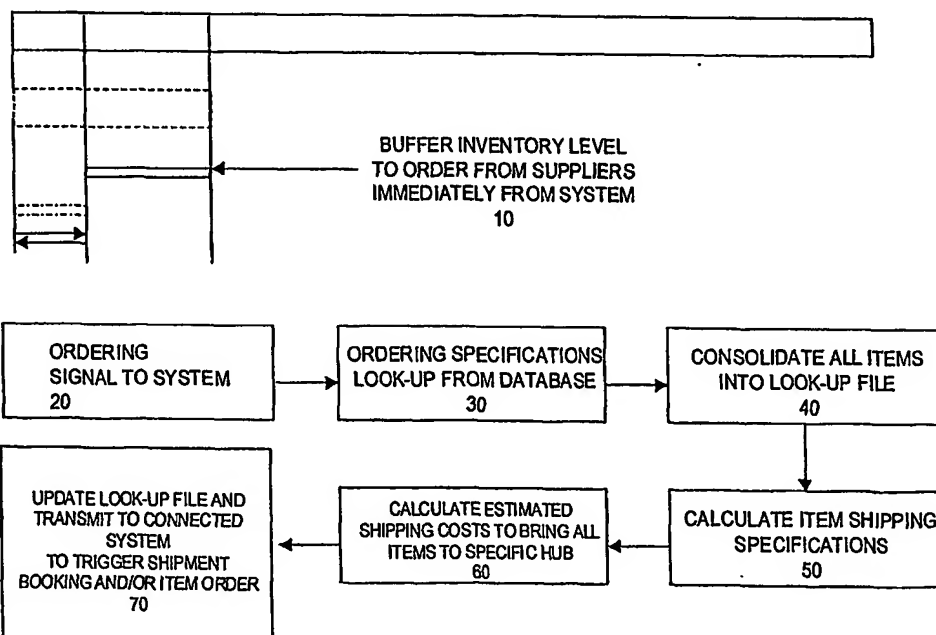 BUFFER INVENTORY LEVEL
TO ORDER FROM SUPPLIERS
IMMEDIATELY FROM SYSTEM
10
ORDERING
SIGNAL TO SYSTEM
20
ORDERING SPECIFICATIONS
LOOK-UP FROM DATABASE
30
CONSOLIDATE ALL ITEMS
INTO LOOK-UP FILE
40
CALCULATE ITEM SHIPPING
SPECIFICATIONS
50
CALCULATE ESTIMATED
SHIPPING COSTS TO BRING ALL
ITEMS TO SPECIFIC HUB
60
UPDATE LOOK-UP FILE AND
TRANSMIT TO CONNECTED
SYSTEM
TO TRIGGER SHIPMENT
BOOKING AND/OR ITEM ORDER
70